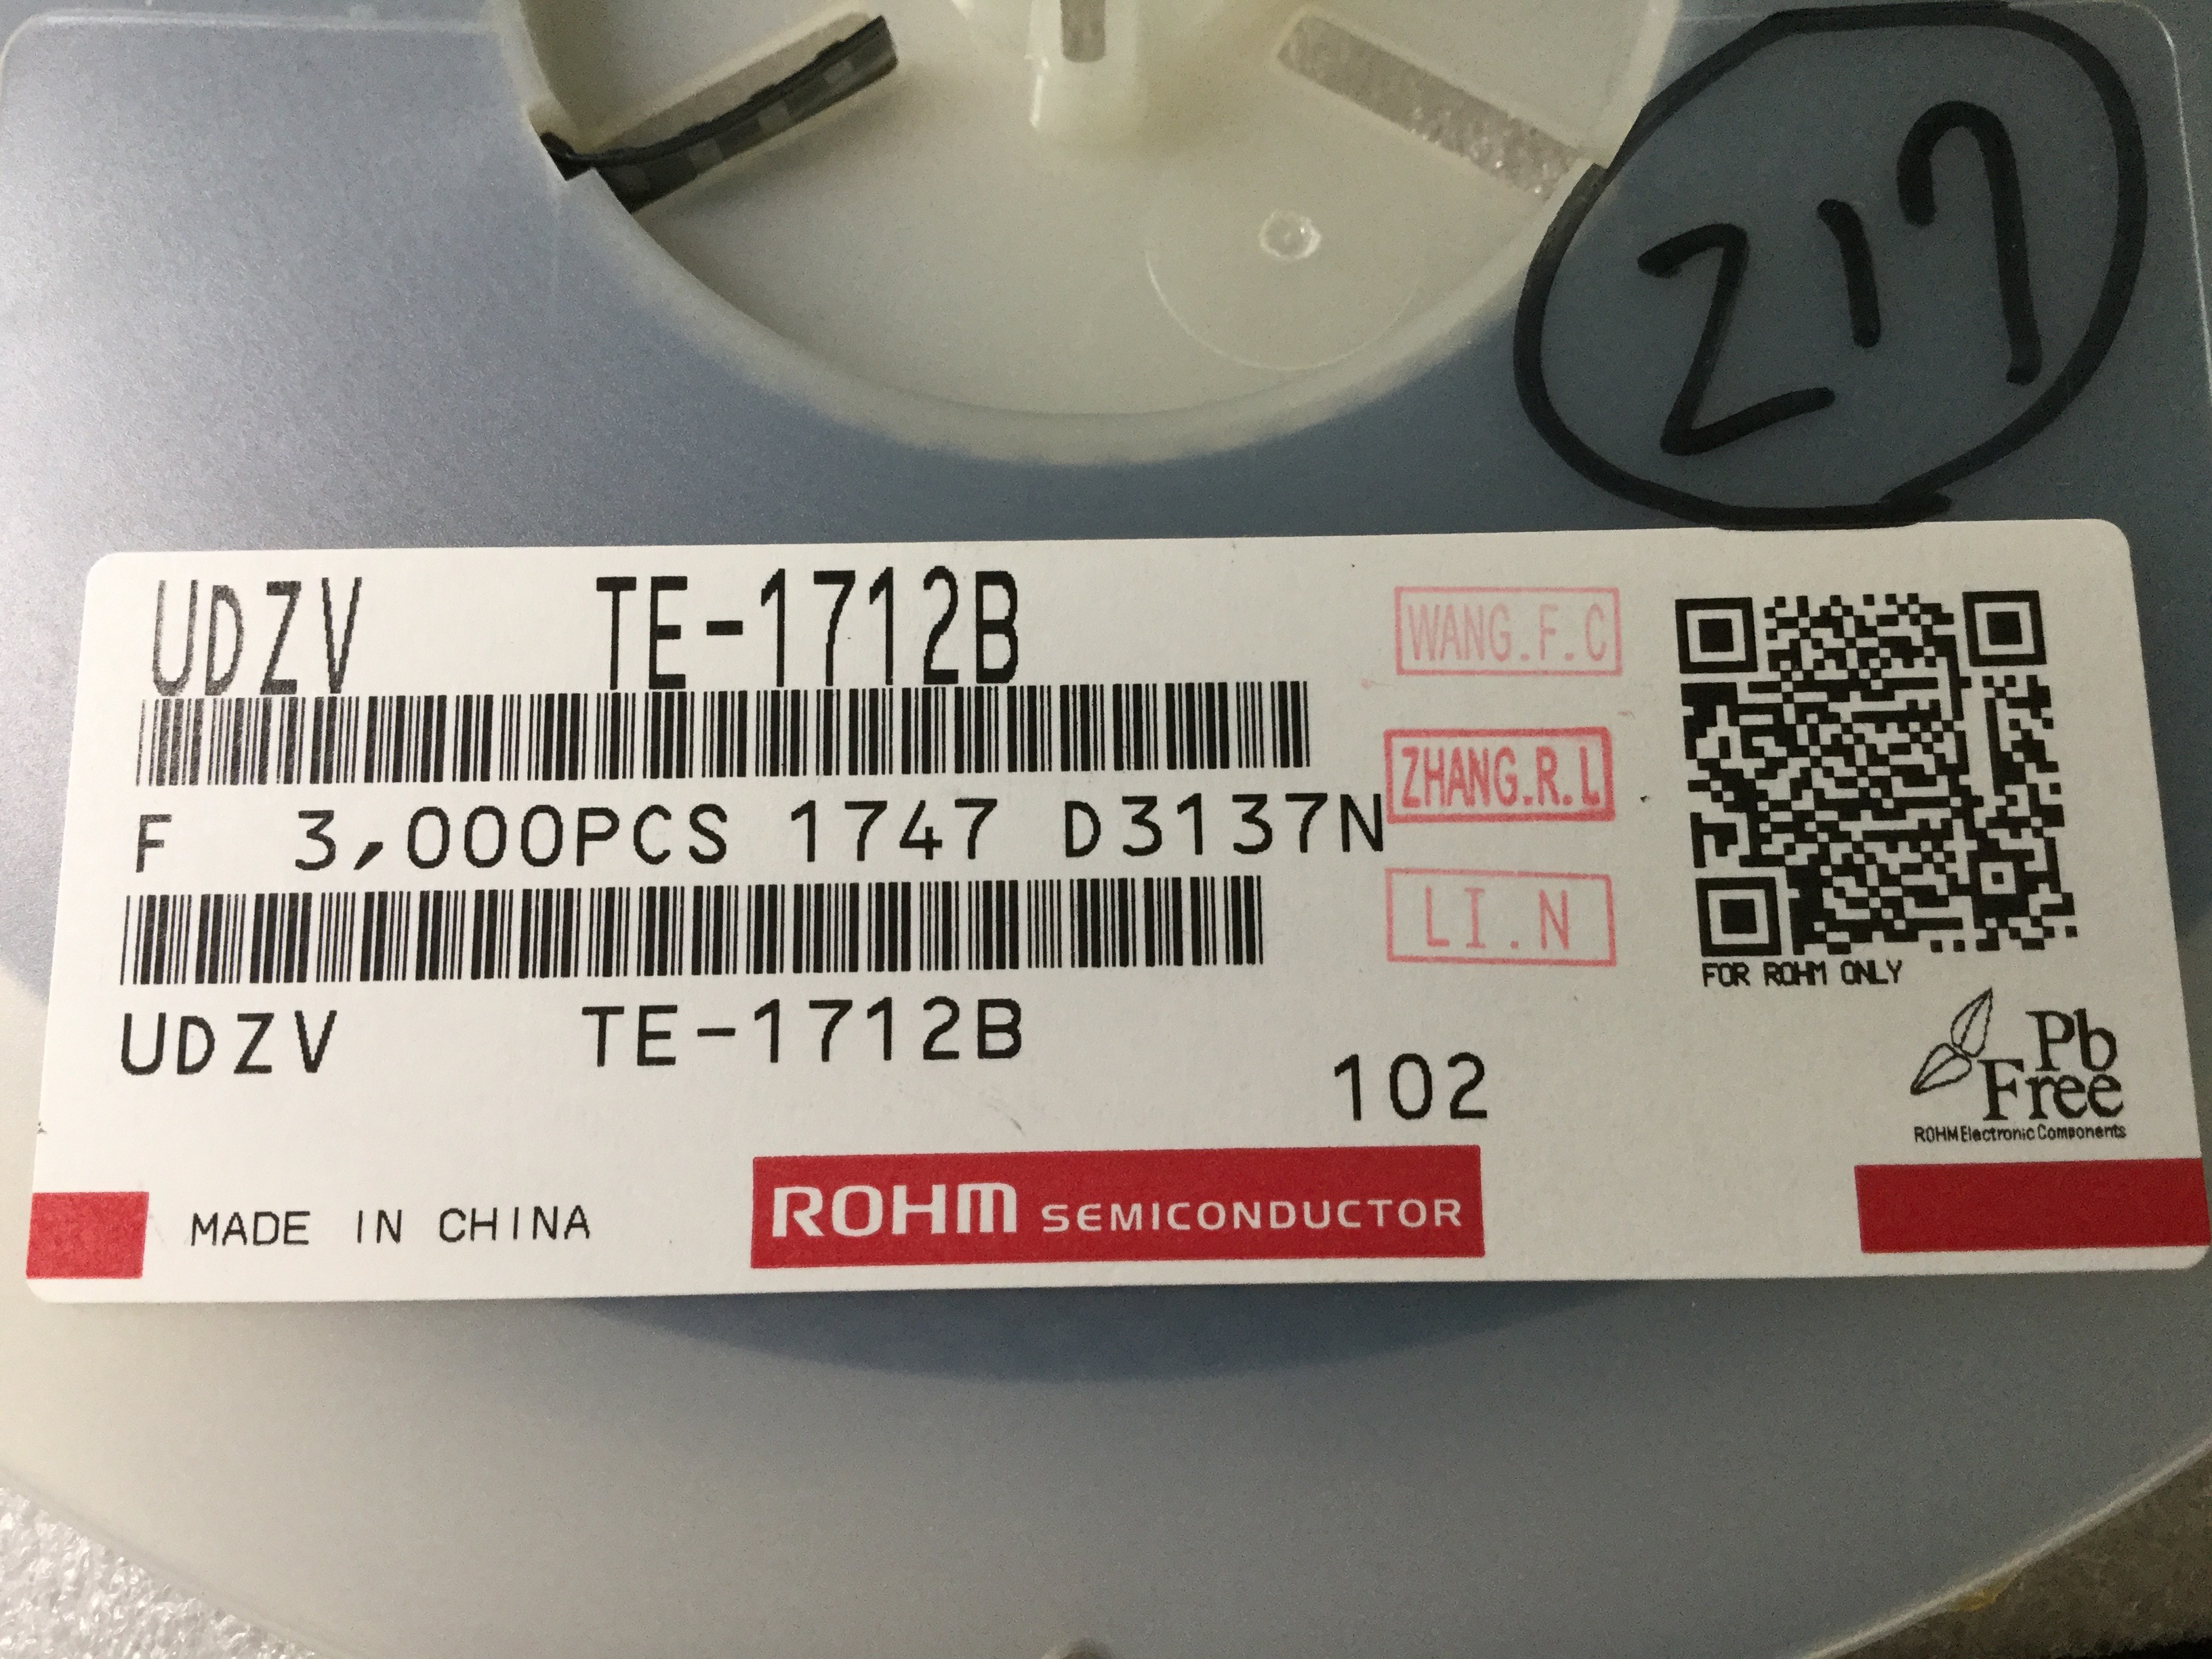 217
UDZV TE-1712B
WANG.F.C
ZHANG.R.L
F 3,000PCS 1747 D3137N
LI.N
FOR ROHM ONLY
UDZV TE-1712B
102
Pb
Free
ROHM Electronic Components
MADE IN CHINA
ROHM SEMICONDUCTOR